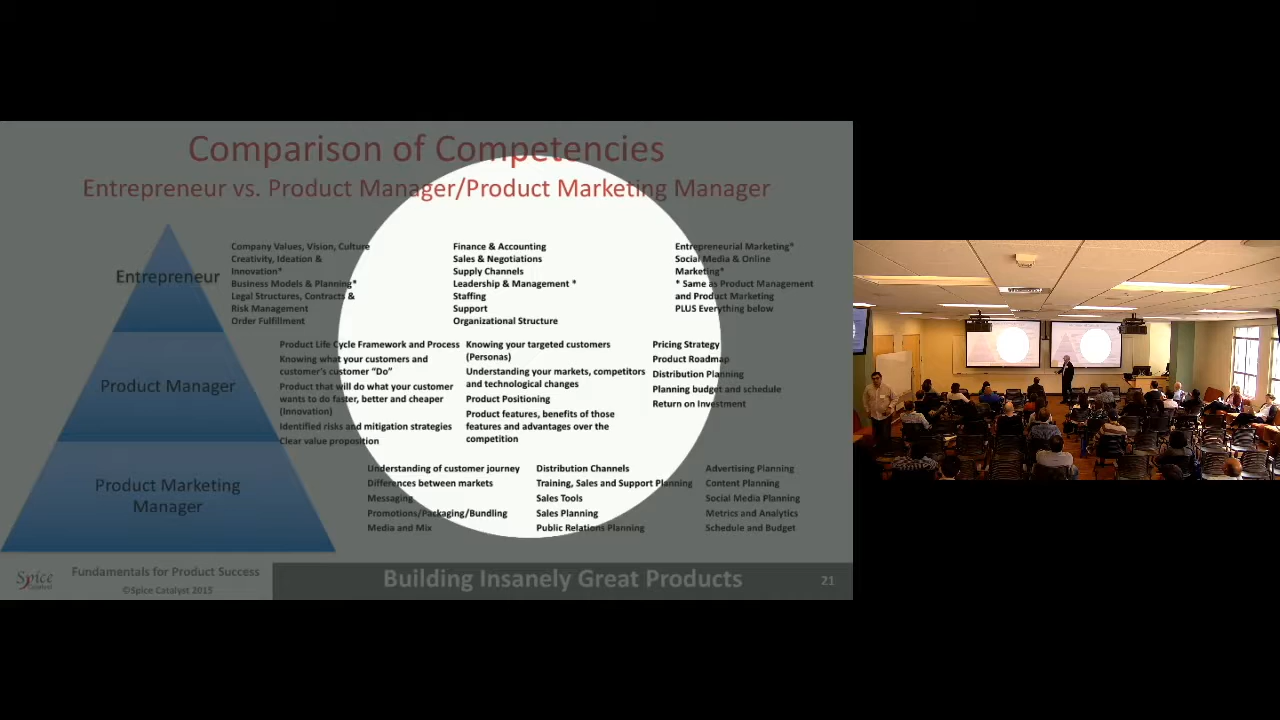 Comparison of Competencies
Entrepreneur vs. Product Manager/Product Marketing Manager
Entrepreneur
Company Values, Vision, Culture
Creativity, Ideation &
Innovation*
Business Models & Planning*
Legal Structures, Contracts &
Risk Management
Order Fulfillment
Finance & Accounting
Sales & Negotiations
Supply Channels
Leadership & Management *
Staffing
Support
Organizational Structure
Entrepreneurial Marketing*
Social Media & Online
Marketing*
* Same as Product Management
and Product Marketing
PLUS Everything below
Product Manager
Product Life Cycle Framework and Process
Knowing what your customers and
customer's customer “Do”
Product that will do what your customer
wants to do faster, better and cheaper
(Innovation)
Identified risks and mitigation strategies
Clear value proposition
Knowing your targeted customers
(Personas)
Understanding your markets, competitors
and technological changes
Product Positioning
Product features, benefits of those
features and advantages over the
competition
Pricing Strategy
Product Roadmap
Distribution Planning
Planning budget and schedule
Return on Investment
Product Marketing
Manager
Understanding of customer journey
Differences between markets
Messaging
Promotions/Packaging/Bundling
Media and Mix
Distribution Channels
Training, Sales and Support Planning
Sales Tools
Sales Planning
Public Relations Planning
Advertising Planning
Content Planning
Social Media Planning
Metrics and Analytics
Schedule and Budget
Spice
Catalyst
Fundamentals for Product Success
©Spice Catalyst 2015
Building Insanely Great Products
21